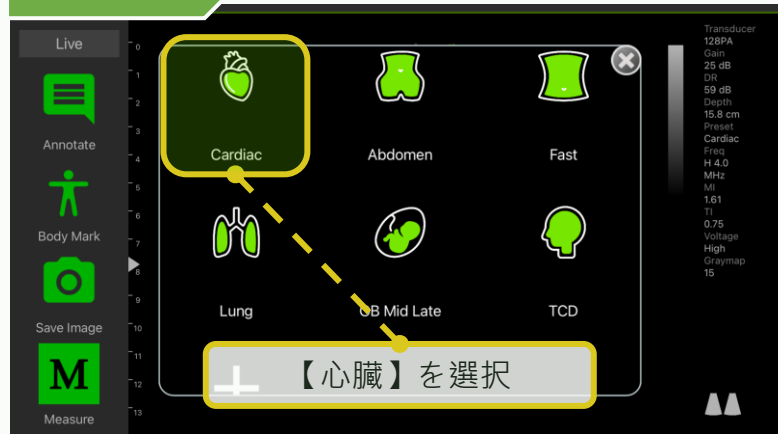 Live
Annotate
Body Mark
Save Image
M
Measure
0
1
2
3
4
5
6
7
8
9
10
11
12
13
Cardiac
Abdomen
Fast
Lung
OB Mid Late
TCD
【心臓】を選択
Transducer
128PA
Gain
25 dB
DR
59 dB
Depth
15.8 cm
Preset
Cardiac
Freq
H 4.0
MHz
MI
1.61
TI
0.75
Voltage
High
Graymap
15